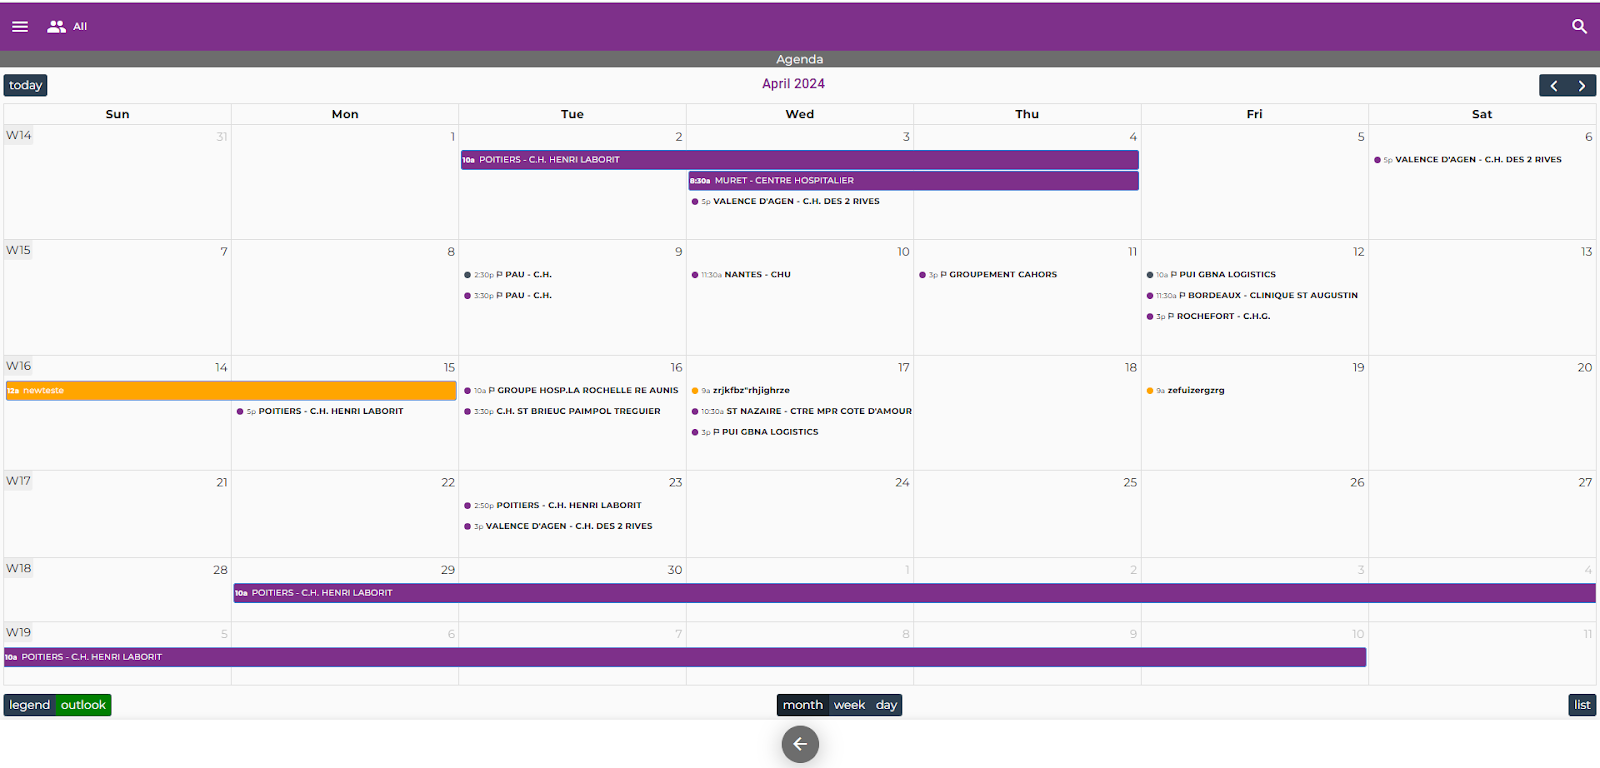 All
Agenda
today
April 2024
Sun Mon Tue Wed Thu Fri Sat
W14 31 1 2 3 4 5 6
10a POITIERS - C.H. HENRI LABORIT
5p VALENCE D'AGEN - C.H. DES 2 RIVES
8:30a MURET - CENTRE HOSPITALIER
5p VALENCE D'AGEN - C.H. DES 2 RIVES
W15 7 8 9 10 11 12 13
2:30p PAU - C.H.
11:30a NANTES - CHU
3p GROUPEMENT CAHORS
10a PUI GBNA LOGISTICS
3:30p PAU - C.H.
11:30a BORDEAUX - CLINIQUE ST AUGUSTIN
3p ROCHEFORT - C.H.G.
W16 14 15 16 17 18 19 20
12a newteste
10a GROUPE HOSP.LA ROCHELLE RE AUNIS
9a zrjkfbz"rhjighrze
9a zefuizergzrg
5p POITIERS - C.H. HENRI LABORIT
3:30p C.H. ST BRIEUC PAIMPOL TREGUIER
10:30a ST NAZAIRE - CTRE MPR COTE D'AMOUR
3p PUI GBNA LOGISTICS
W17 21 22 23 24 25 26 27
2:50p POITIERS - C.H. HENRI LABORIT
3p VALENCE D'AGEN - C.H. DES 2 RIVES
W18 28 29 30 1 2 3 4
10a POITIERS - C.H. HENRI LABORIT
W19 5 6 7 8 9 10 11
10a POITIERS - C.H. HENRI LABORIT
legend outlook month week day list